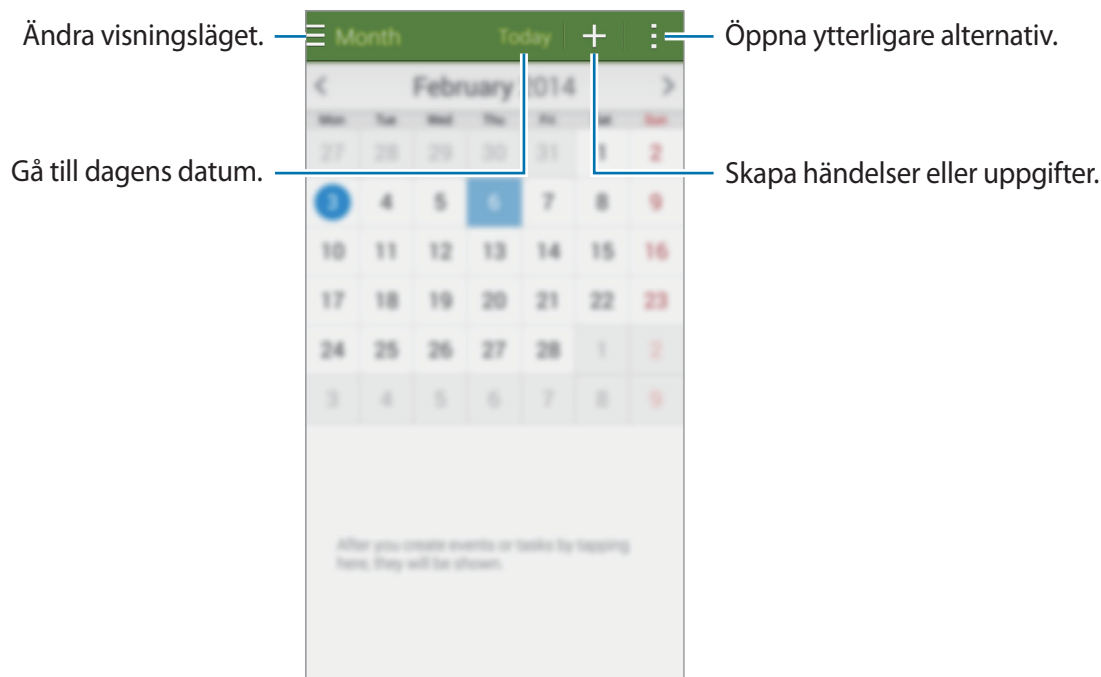 Ändra visningsläget.
Month Today
Öppna ytterligare alternativ.
February 2014
Mon Tue Wed Thu Fri Sat Sun
27 28 29 30 31 1 2
Gå till dagens datum.
Skapa händelser eller uppgifter.
3 4 5 6 7 8 9
10 11 12 13 14 15 16
17 18 19 20 21 22 23
24 25 26 27 28 1 2
3 4 5 6 7 8 9
After you create events or tasks by tapping
here, they will be shown.